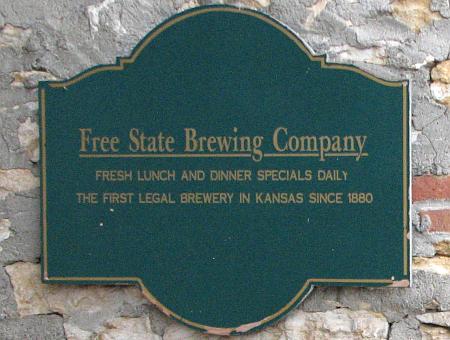 Free State Brewing Company
FRESH LUNCH AND DINNER SPECIALS DAILY
THE FIRST LEGAL BREWERY IN KANSAS SINCE 1880